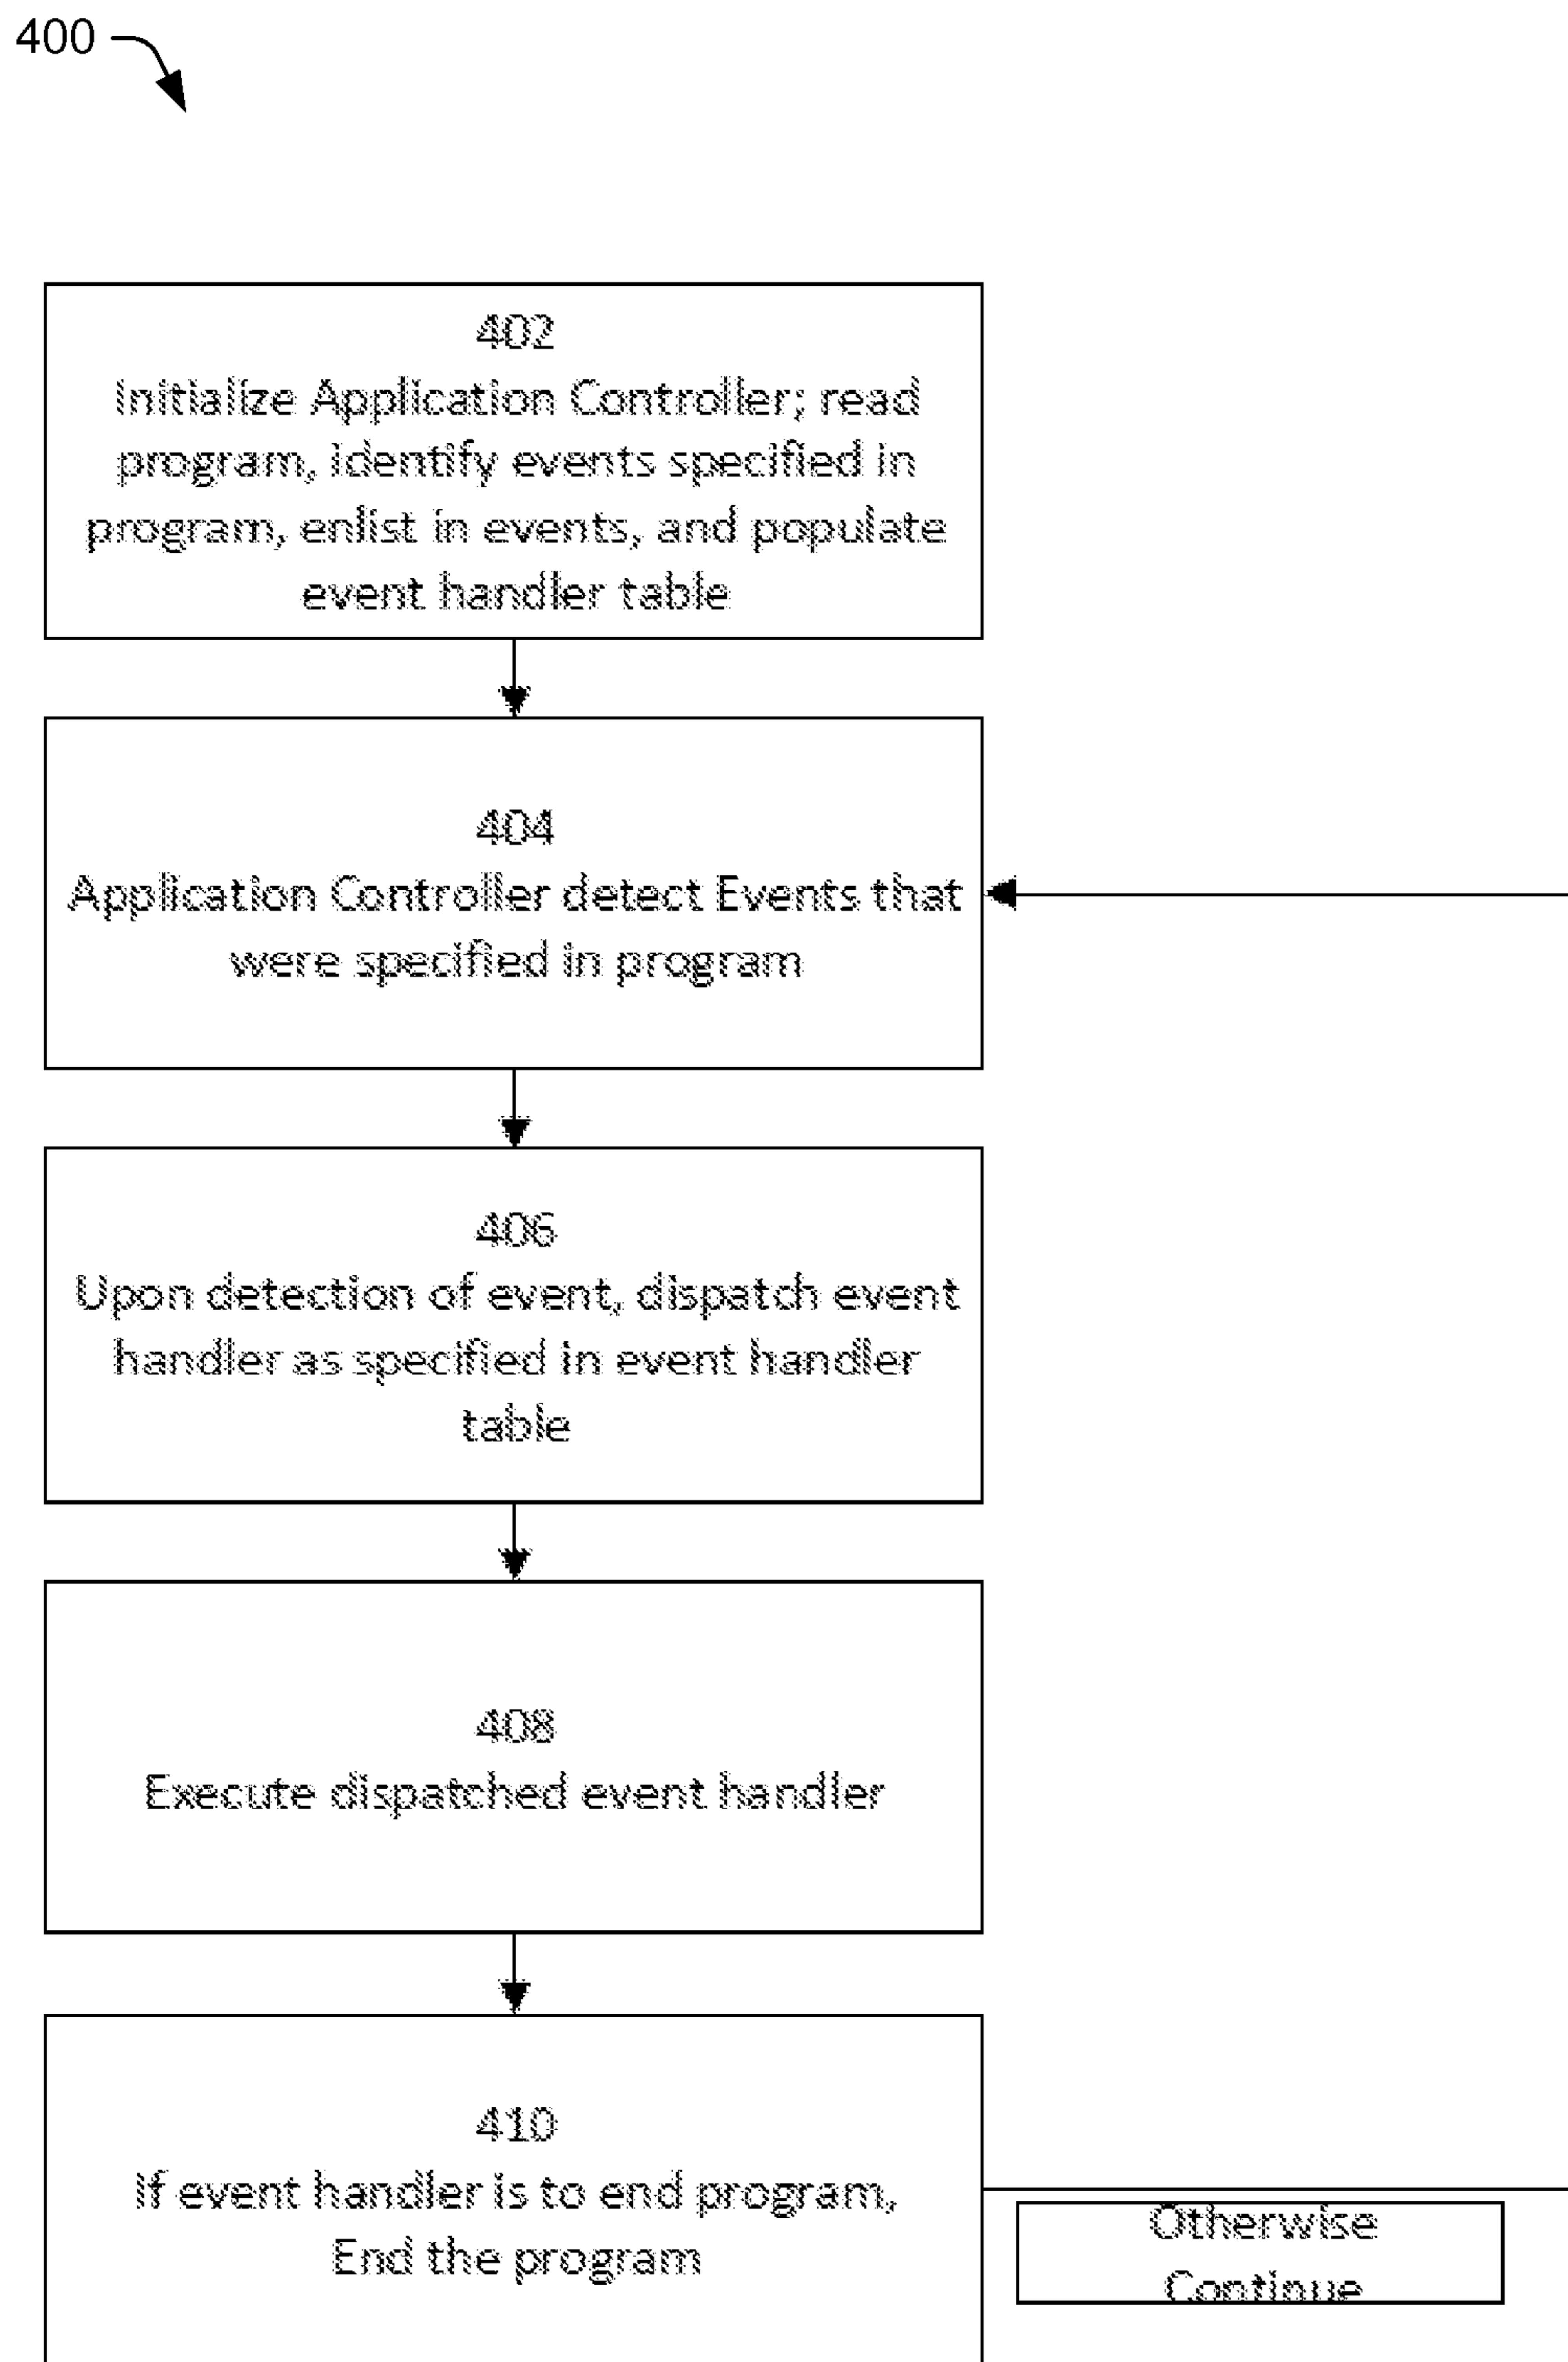 400
402
Initialize Application Controller; read
program, identify events specified in
program, enlist in events, and populate
event handler table
404
Application Controller detect Events that
were specified in program
406
Upon detection of event, dispatch event
handler as specified in event handler
table
408
Execute dispatched event handler
410
If event handler is to end program,
End the program
Otherwise
Continue